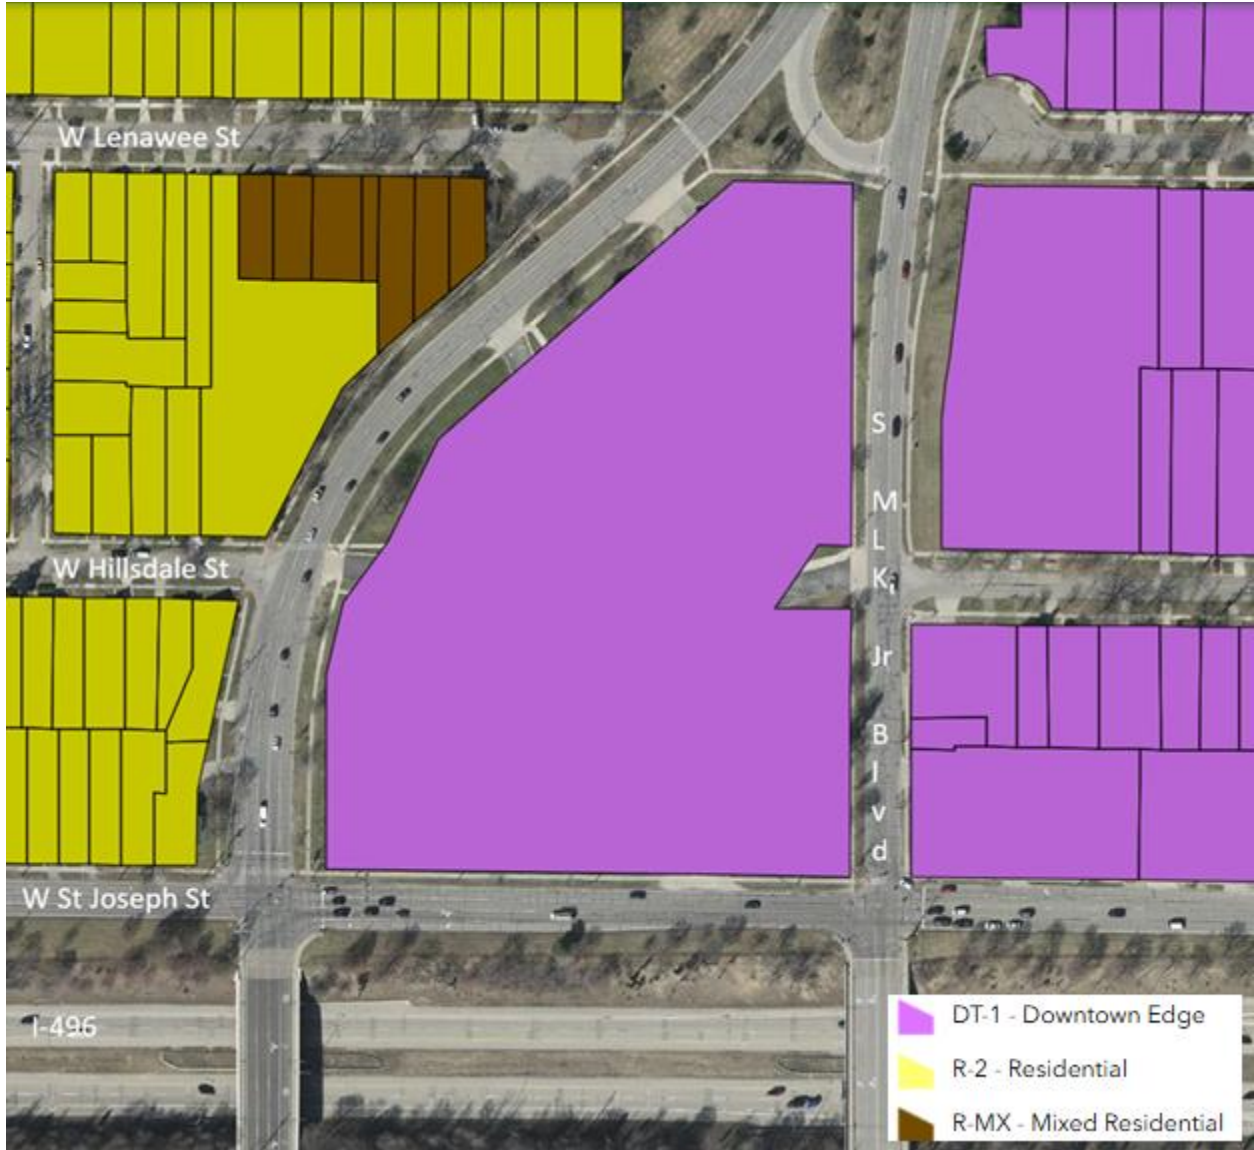 W Lenawee St
S
M
L
K
Jr
B
l
v
d
W Hillsdale St
W St Joseph St
I-496
DT-1 - Downtown Edge
R-2 - Residential
R-MX - Mixed Residential